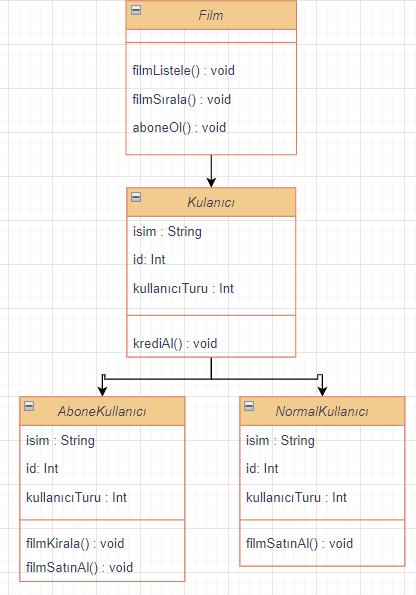 Film
filmListele() : void
filmSırala() : void
aboneOl() : void
Kulanıcı
isim : String
id: Int
kullanıcıTuru : Int
krediAl() : void
AboneKullanıcı
isim : String
id: Int
kullanıcıTuru : Int
filmKirala() : void
filmSatınAl() : void
NormalKullanıcı
isim : String
id: Int
kullanıcıTuru : Int
filmSatınAl() : void